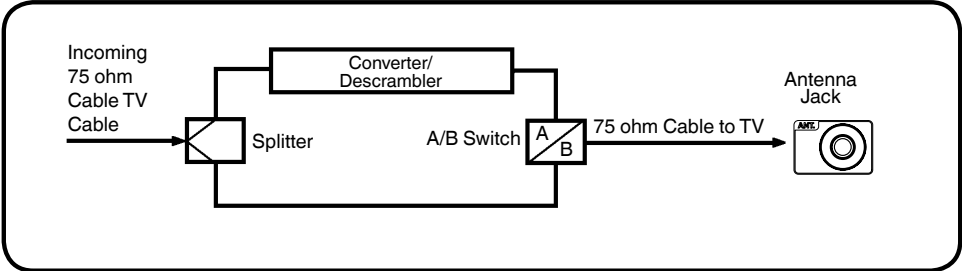 Incoming
75 ohm
Cable TV
Cable
Converter/
Descrambler
Antenna
Jack
Splitter
A/B Switch
A
B
75 ohm Cable to TV
ANT.